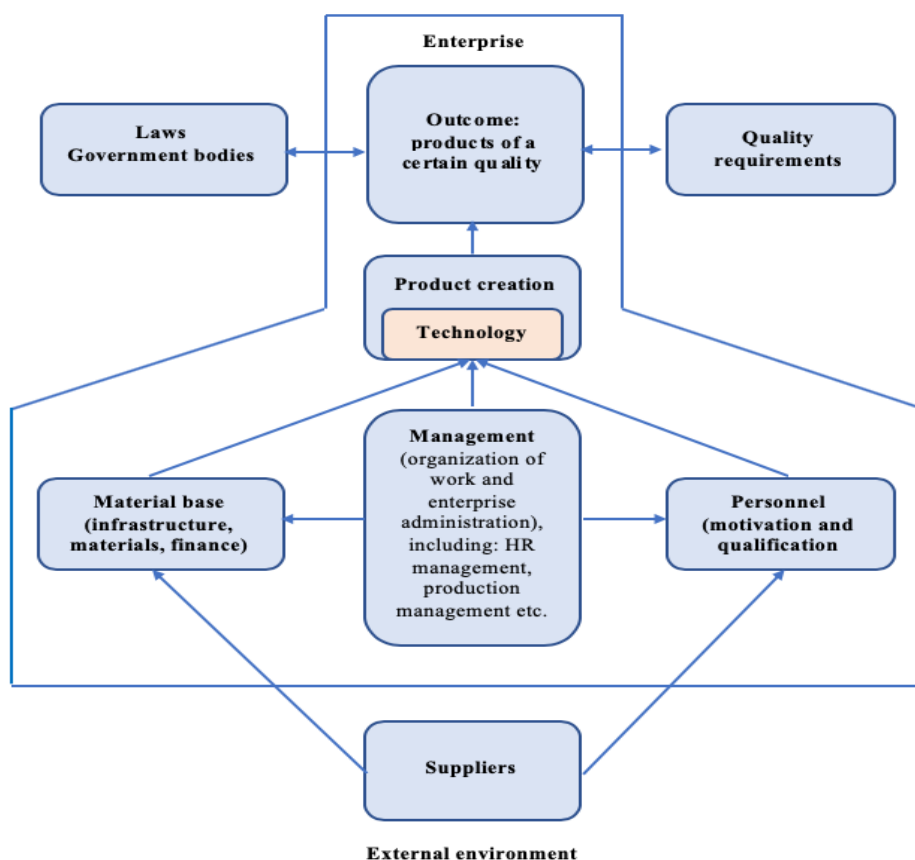 Enterprise
Laws
Government bodies
Outcome:
products of a
certain quality
Quality
requirements
Product creation
Technology
Management
(organization of
work and
enterprise
administration),
including: HR
management,
production
management etc.
Material base
(infrastructure,
materials, finance)
Personnel
(motivation and
qualification
Suppliers
External environment